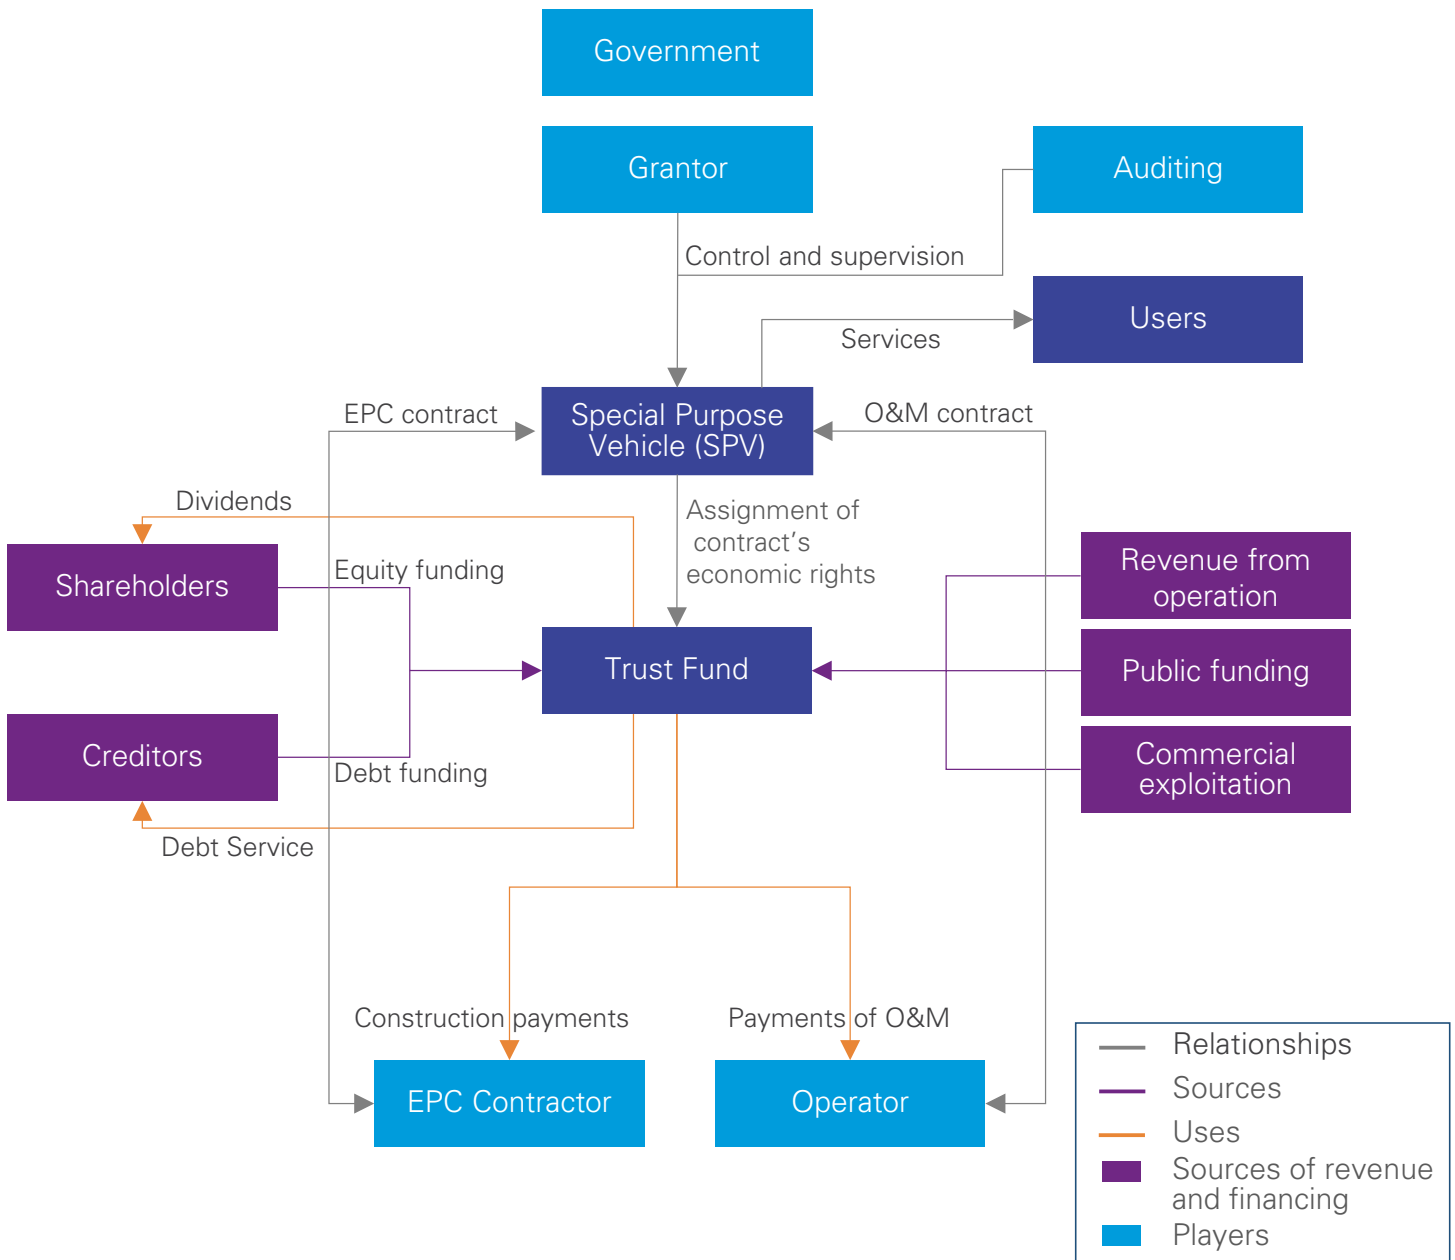 Government
Grantor
Auditing
Control and supervision
Users
Services
EPC contract
Special Purpose
Vehicle (SPV)
O&M contract
Dividends
Assignment of
contract's
economic rights
Shareholders
Equity funding
Revenue from
operation
Trust Fund
Public funding
Creditors
Debt funding
Commercial
exploitation
Debt Service
Construction payments
Payments of O&M
EPC Contractor
Operator
Relationships
Sources
Uses
Sources of revenue
and financing
Players